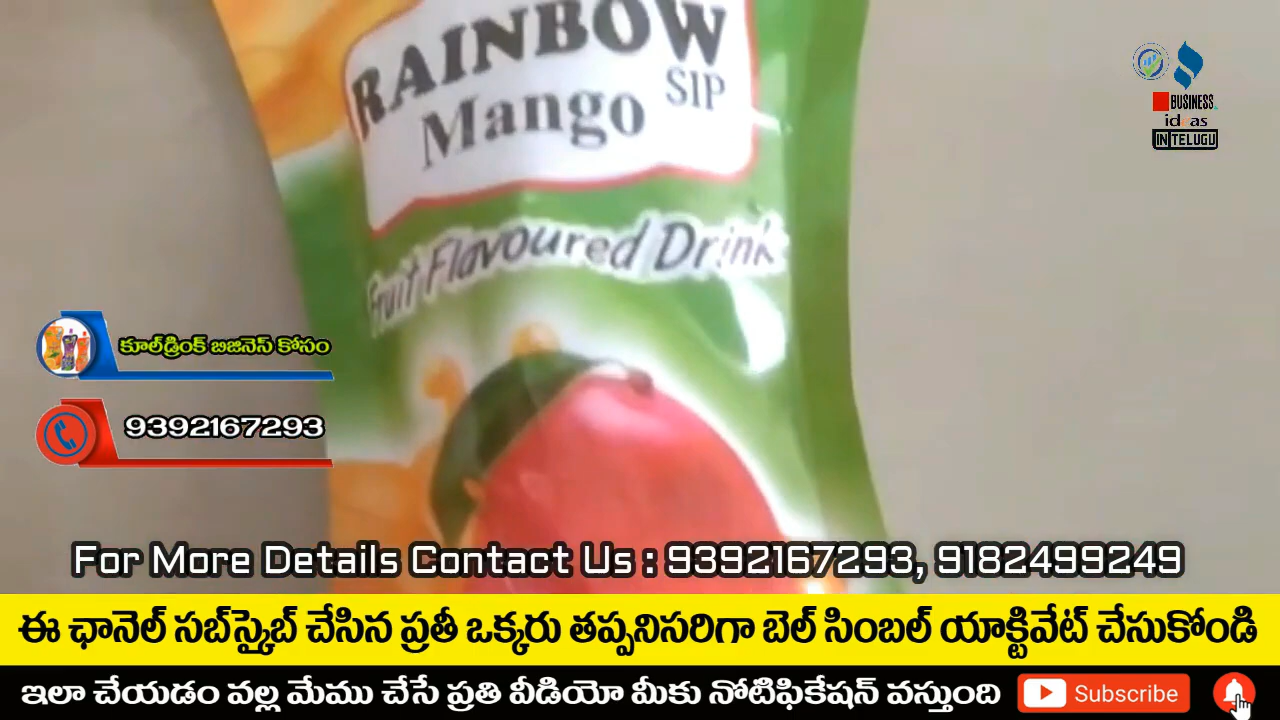 RAINBOW
SIP
Mango
Fruit Flavoured Drink
BUSINESS
ideas
IN TELUGU
కూల్‌డ్రింక్ బిజినెస్ కోసం
9392167293
For More Details Contact Us : 9392167293, 9182499249
ఈ ఛానెల్ సబ్‌స్క్రైబ్ చేసిన ప్రతీ ఒక్కరు తప్పనిసరిగా బెల్ సింబల్ యాక్టివేట్ చేసుకోండి
ఇలా చేయడం వల్ల మేము చేసే ప్రతి వీడియో మీకు నోటిఫికేషన్ వస్తుంది
Subscribe